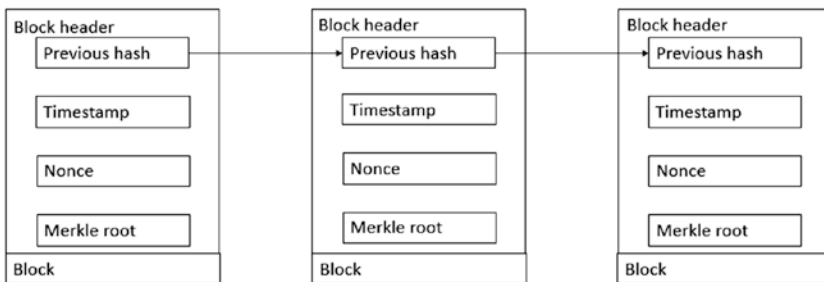 Block header
Previous hash
Timestamp
Nonce
Merkle root
Block
Block header
Previous hash
Timestamp
Nonce
Merkle root
Block
Block header
Previous hash
Timestamp
Nonce
Merkle root
Block